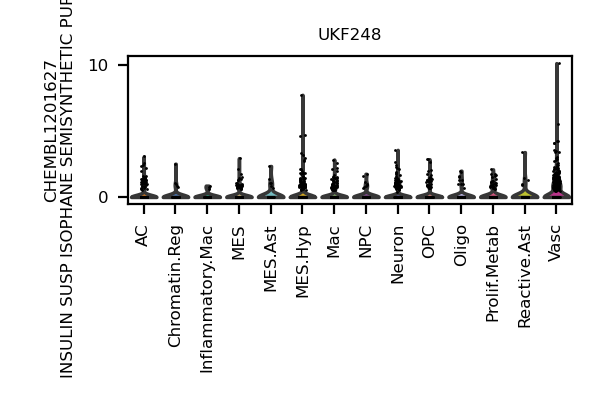 UKF248
CHEMBL1201627
INSULIN SUSP ISOPHANE SEMISYNTHETIC
10
0
AC
Chromatin.Reg
Inflammatory.Mac
MES
MES.Ast
MES.Hyp
Mac
NPC
Neuron
OPC
Oligo
Prolif.Metab
Reactive.Ast
Vasc